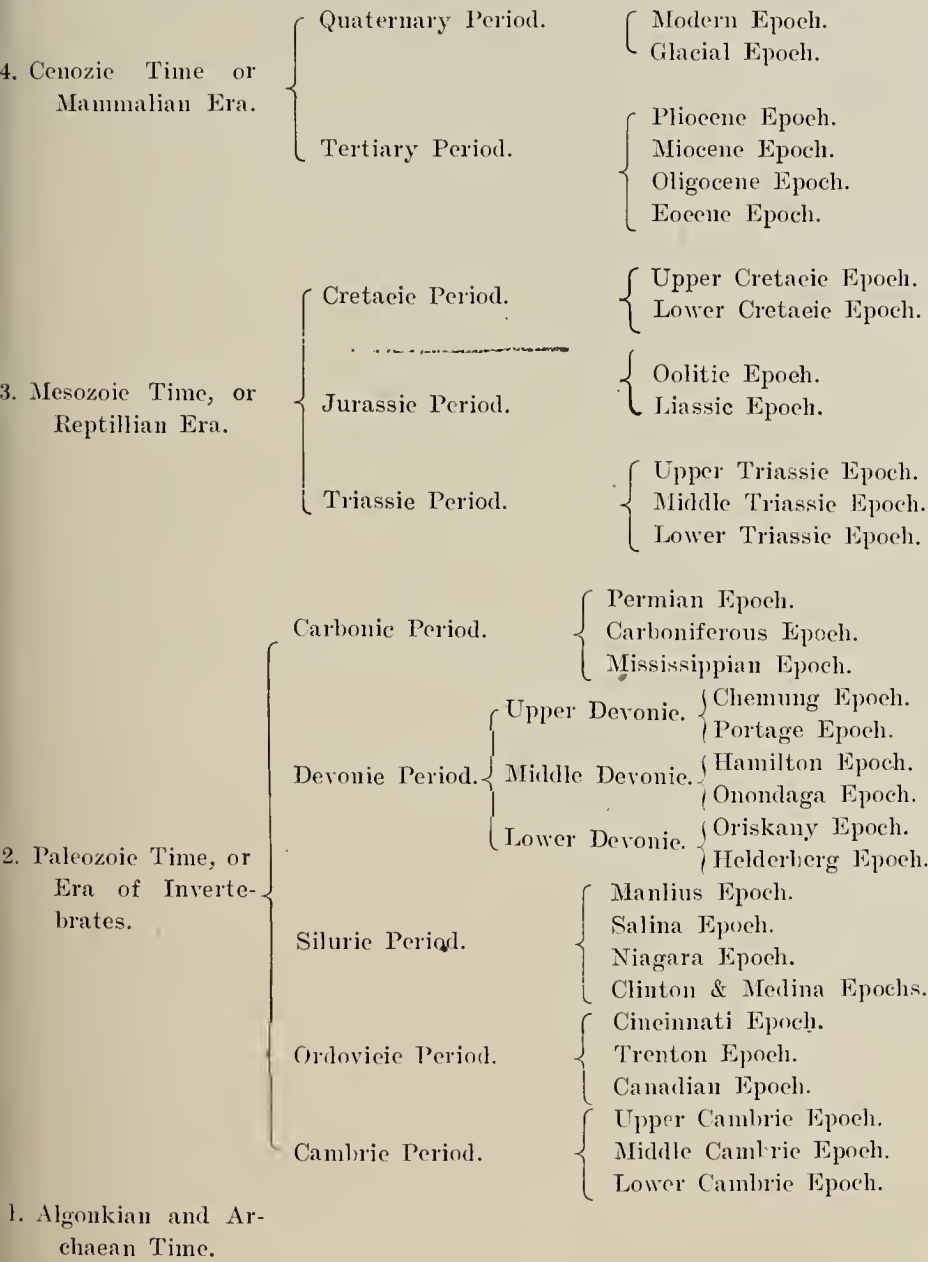 4. Cenozic Time or
Mammalian Era.
Quaternary Period.
Modern Epoch.
Glacial Epoch.
Tertiary Period.
Pliocene Epoch.
Miocene Epoch.
Oligocene Epoch.
Eocene Epoch.
3. Mesozoic Time, or
Reptillian Era.
Cretacic Period.
Upper Cretacic Epoch.
Lower Cretacic Epoch.
Jurassic Period.
Oolitic Epoch.
Liassic Epoch.
Triassic Period.
Upper Triassic Epoch.
Middle Triassic Epoch.
Lower Triassic Epoch.
2. Paleozoic Time, or
Era of Inverte-
brates.
Carbonic Period.
Permian Epoch.
Carboniferous Epoch.
Mississippian Epoch.
Devonic Period.
Upper Devonic.
Chemung Epoch.
Portage Epoch.
Middle Devonic.
Hamilton Epoch.
Onondaga Epoch.
Lower Devonic.
Oriskany Epoch.
Helderberg Epoch.
Siluric Period.
Manlius Epoch.
Salina Epoch.
Niagara Epoch.
Clinton & Medina Epochs.
Ordovicic Period.
Cincinnati Epoch.
Trenton Epoch.
Canadian Epoch.
Cambric Period.
Upper Cambric Epoch.
Middle Cambric Epoch.
Lower Cambric Epoch.
1. Algonkian and Ar-
chaean Time.